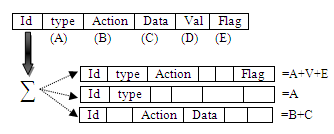 Id type Action Data Val Flag
(A) (B) (C) (D) (E)
Id type Action Flag =A+V+E
∑
Id type =A
Id Action Data =B+C